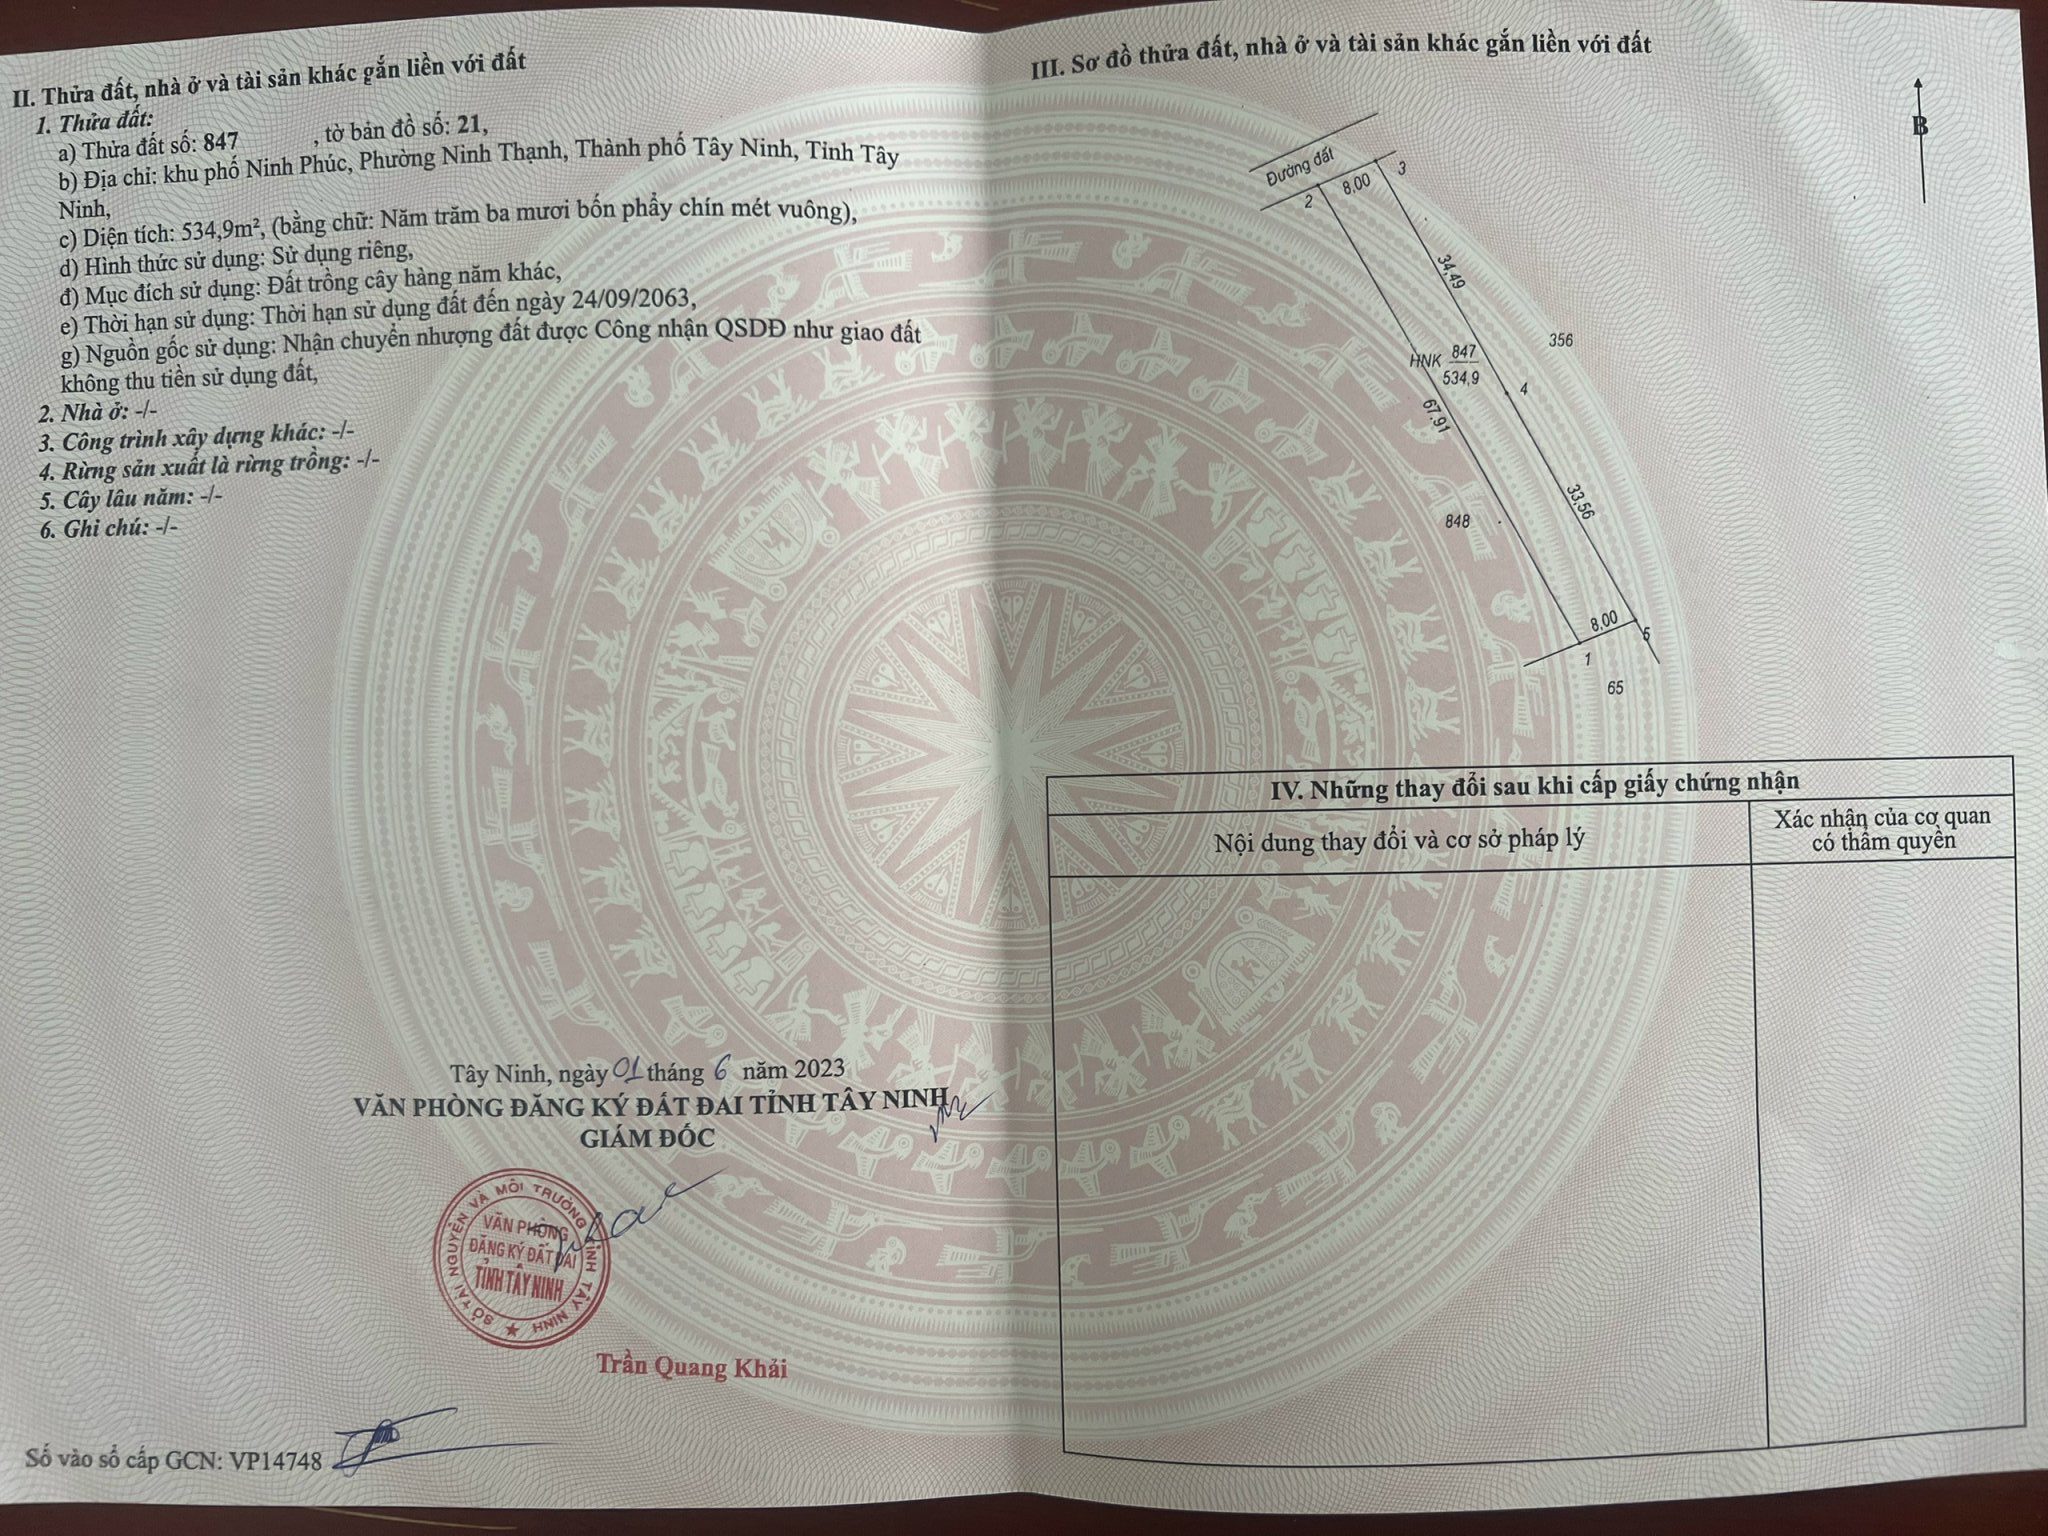 II. Thửa đất, nhà ở và tài sản khác gắn liền với đất
1. Thửa đất:
a) Thửa đất số: 847 , tờ bản đồ số: 21,
b) Địa chỉ: khu phố Ninh Phúc, Phường Ninh Thạnh, Thành phố Tây Ninh, Tỉnh Tây
Ninh,
c) Diện tích: 534,9m², (bằng chữ: Năm trăm ba mươi bốn phẩy chín mét vuông),
d) Hình thức sử dụng: Sử dụng riêng,
đ) Mục đích sử dụng: Đất trồng cây hàng năm khác,
e) Thời hạn sử dụng: Thời hạn sử dụng đất đến ngày 24/09/2063,
g) Nguồn gốc sử dụng: Nhận chuyển nhượng đất được Công nhận QSDĐ như giao đất
không thu tiền sử dụng đất,
2. Nhà ở: -/-
3. Công trình xây dựng khác: -/-
4. Rừng sản xuất là rừng trồng: -/-
5. Cây lâu năm: -/-
6. Ghi chú: -/-
Tây Ninh, ngày 01 tháng 6 năm 2023
VĂN PHÒNG ĐĂNG KÝ ĐẤT ĐAI TỈNH TÂY NINH
GIÁM ĐỐC
SỞ TÀI NGUYÊN VÀ MÔI TRƯỜNG TỈNH TÂY NINH
VĂN PHÒNG
ĐĂNG KÝ ĐẤT ĐAI
TỈNH TÂY NINH
Trần Quang Khải
Số vào sổ cấp GCN: VP14748
III. Sơ đồ thửa đất, nhà ở và tài sản khác gắn liền với đất
B
Đường đất
3
8,00
2
34,49
356
HNK 847
534,9
4
67,91
33,56
848
8,00
5
1
65
IV. Những thay đổi sau khi cấp giấy chứng nhận
Nội dung thay đổi và cơ sở pháp lý
Xác nhận của cơ quan
có thẩm quyền